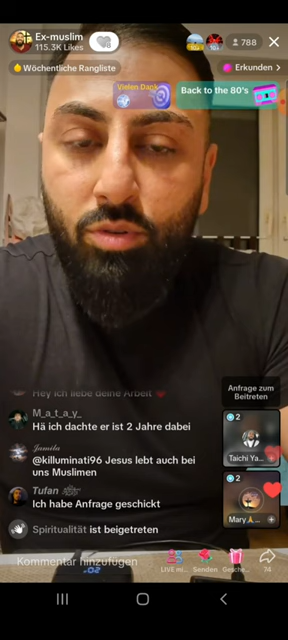 Ex-muslim
115.3K Likes
788
Wöchentliche Rangliste
Erkunden >
Vielen Dank
Back to the 80's
Hey ich liebe deine Arbeit
Anfrage zum
Beitreten
M_a_t_a_y_
Hä ich dachte er ist 2 Jahre dabei
2
Jamila
@killuminati96 Jesus lebt auch bei
uns Muslimen
Taichi Ya...
Tufan
Ich habe Anfrage geschickt
2
Spiritualität ist beigetreten
Mary
Kommentar hinzufügen
LIVE mi...
Senden
Gesche...
74